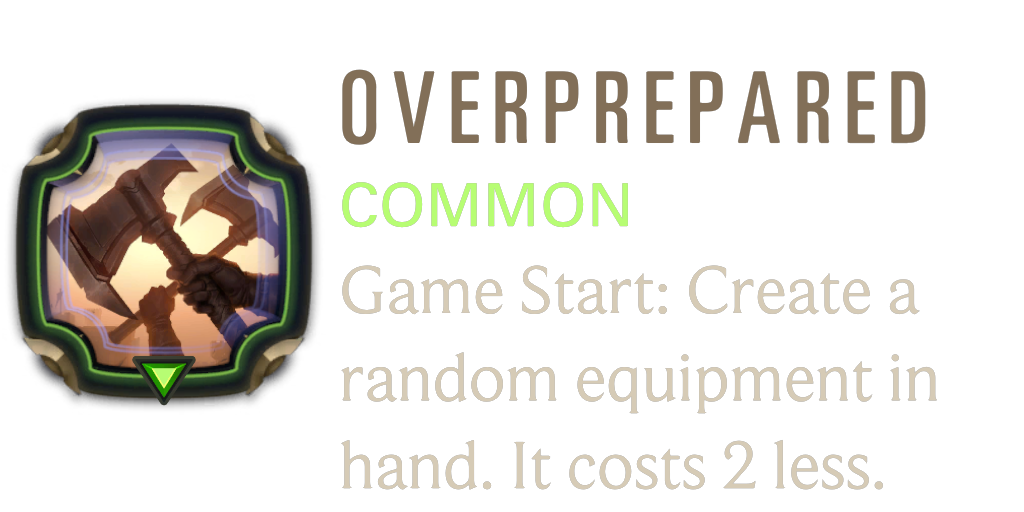 OVERPREPARED
COMMON
Game Start: Create a
random equipment in
hand. It costs 2 less.